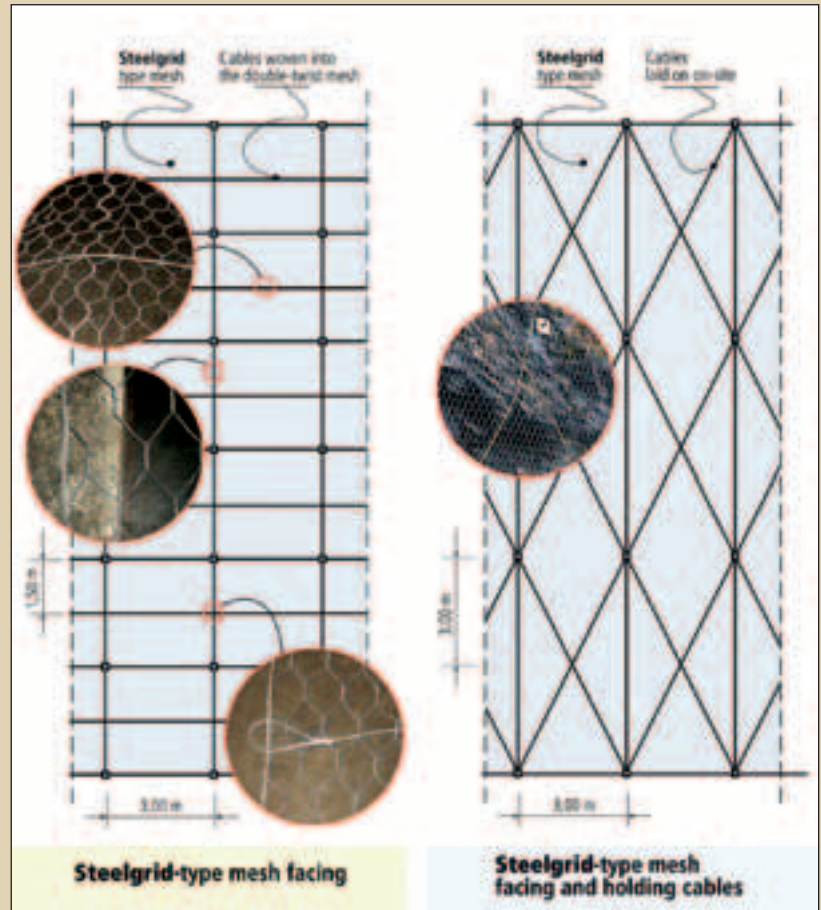 Steelgrid
type mesh
Cables woven into
the double-twist mesh
Steelgrid
type mesh
Cables
laid on on-site
1,50 m
3.00 m
3.00 m
3.00 m
Steelgrid-type mesh facing
Steelgrid-type mesh
facing and holding cables